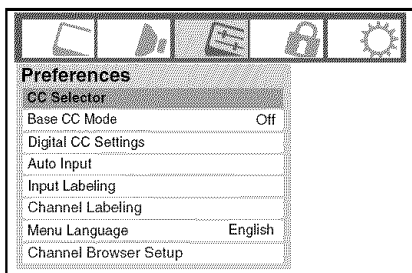 Preferences
CC Selector
Base CC Mode Off
Digital CC Settings
Auto Input
Input Labeling
Channel Labeling
Menu Language English
Channel Browser Setup